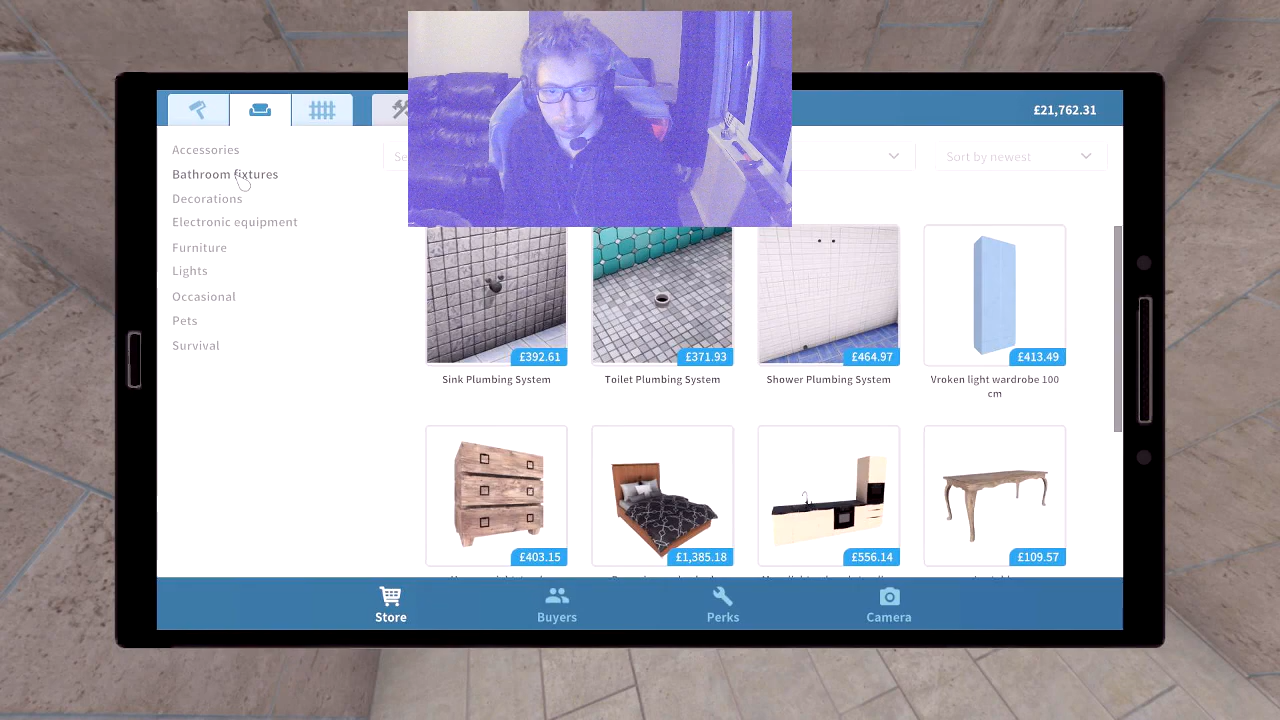 £21,762.31
Accessories
Bathroom fixtures
Decorations
Electronic equipment
Furniture
Lights
Occasional
Pets
Survival
Se
Sort by newest
£392.61
£371.93
£464.97
£413.49
Sink Plumbing System
Toilet Plumbing System
Shower Plumbing System
Vroken light wardrobe 100
cm
£403.15
£1,385.18
£556.14
£109.57
Store
Buyers
Perks
Camera